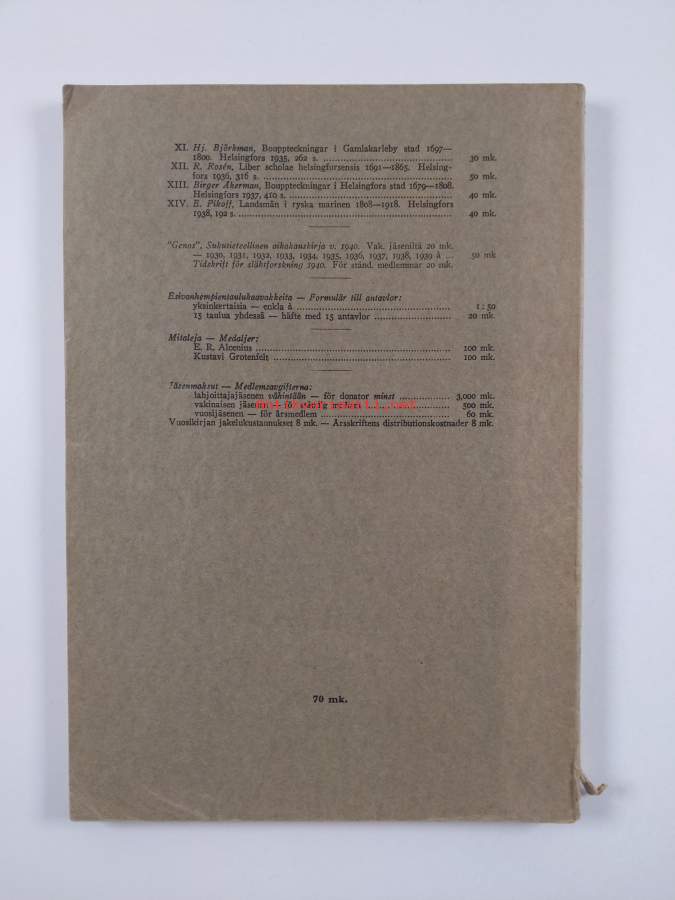 XI. Hj. Björkman, Bouppteckningar i Gamlakarleby stad 1697—
1800. Helsingfors 1935, 262 s. 30 mk.
XII. R. Rosén, Liber scholae helsingforsensis 1691—1865. Helsing-
fors 1936, 316 s. 50 mk.
XIII. Birger Åkerman, Bouppteckningar i Helsingfors stad 1679—1808.
Helsingfors 1937, 410 s. 40 mk.
XIV. E. Pikoff, Landsmän i ryska marinen 1808—1918. Helsingfors
1938, 192 s. 40 mk.
"Genos", Sukutieteellinen aikakauskirja v. 1940. Vak. jäseniltä 20 mk.
— 1930, 1931, 1932, 1933, 1934, 1935, 1936, 1937, 1938, 1939 à ... 50 mk
Tidskrift för släktforskning 1940. För ständ. medlemmar 20 mk.
Esivanhempientaulukaavakkeita — Formulär till antavlor:
yksinkertaisia — enkla à 1: 50
15 taulua yhdessä — häfte med 15 antavlor 20 mk.
Mitaleja — Medaljer:
E. R. Alcenius 100 mk.
Kustavi Grotenfelt 100 mk.
Jäsenmaksut — Medlemsavgifterna:
lahjoittajajäsenen vähintään — för donator minst 3,000 mk.
vakinaisen jäsenen — för 500 mk.
vuosijäsenen — för årsmedlem 60 mk.
Vuosikirjan jakelukustannukset 8 mk. — Årsskriftens distributionskostnader 8 mk.
70 mk.